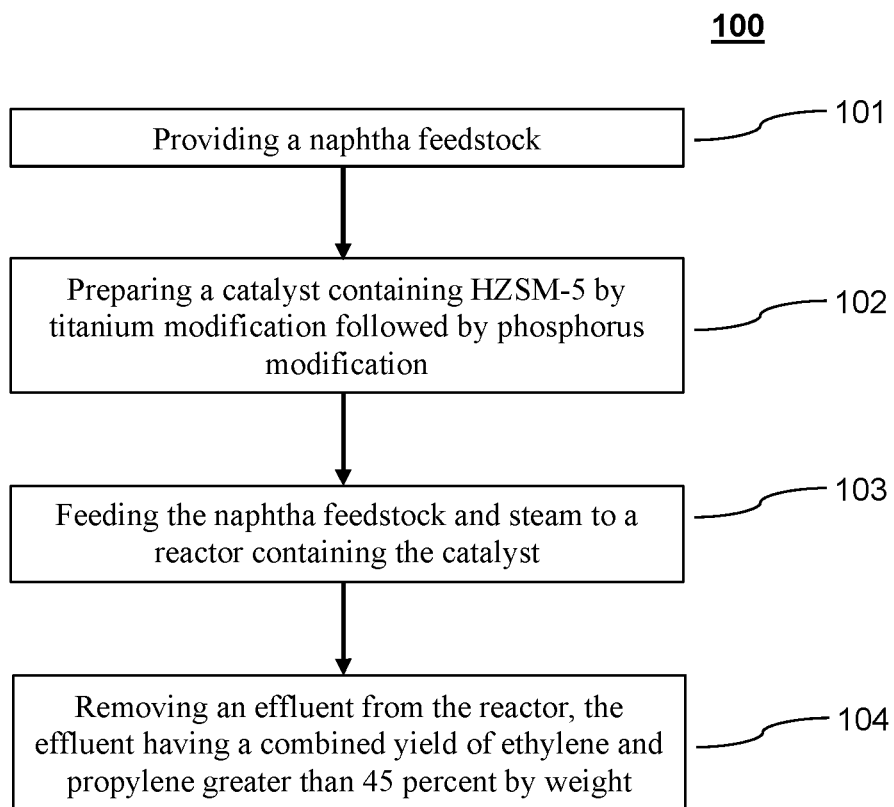 100
Providing a naphtha feedstock
101
Preparing a catalyst containing HZSM-5 by
titanium modification followed by phosphorus
modification
102
Feeding the naphtha feedstock and steam to a
reactor containing the catalyst
103
Removing an effluent from the reactor, the
effluent having a combined yield of ethylene and
propylene greater than 45 percent by weight
104